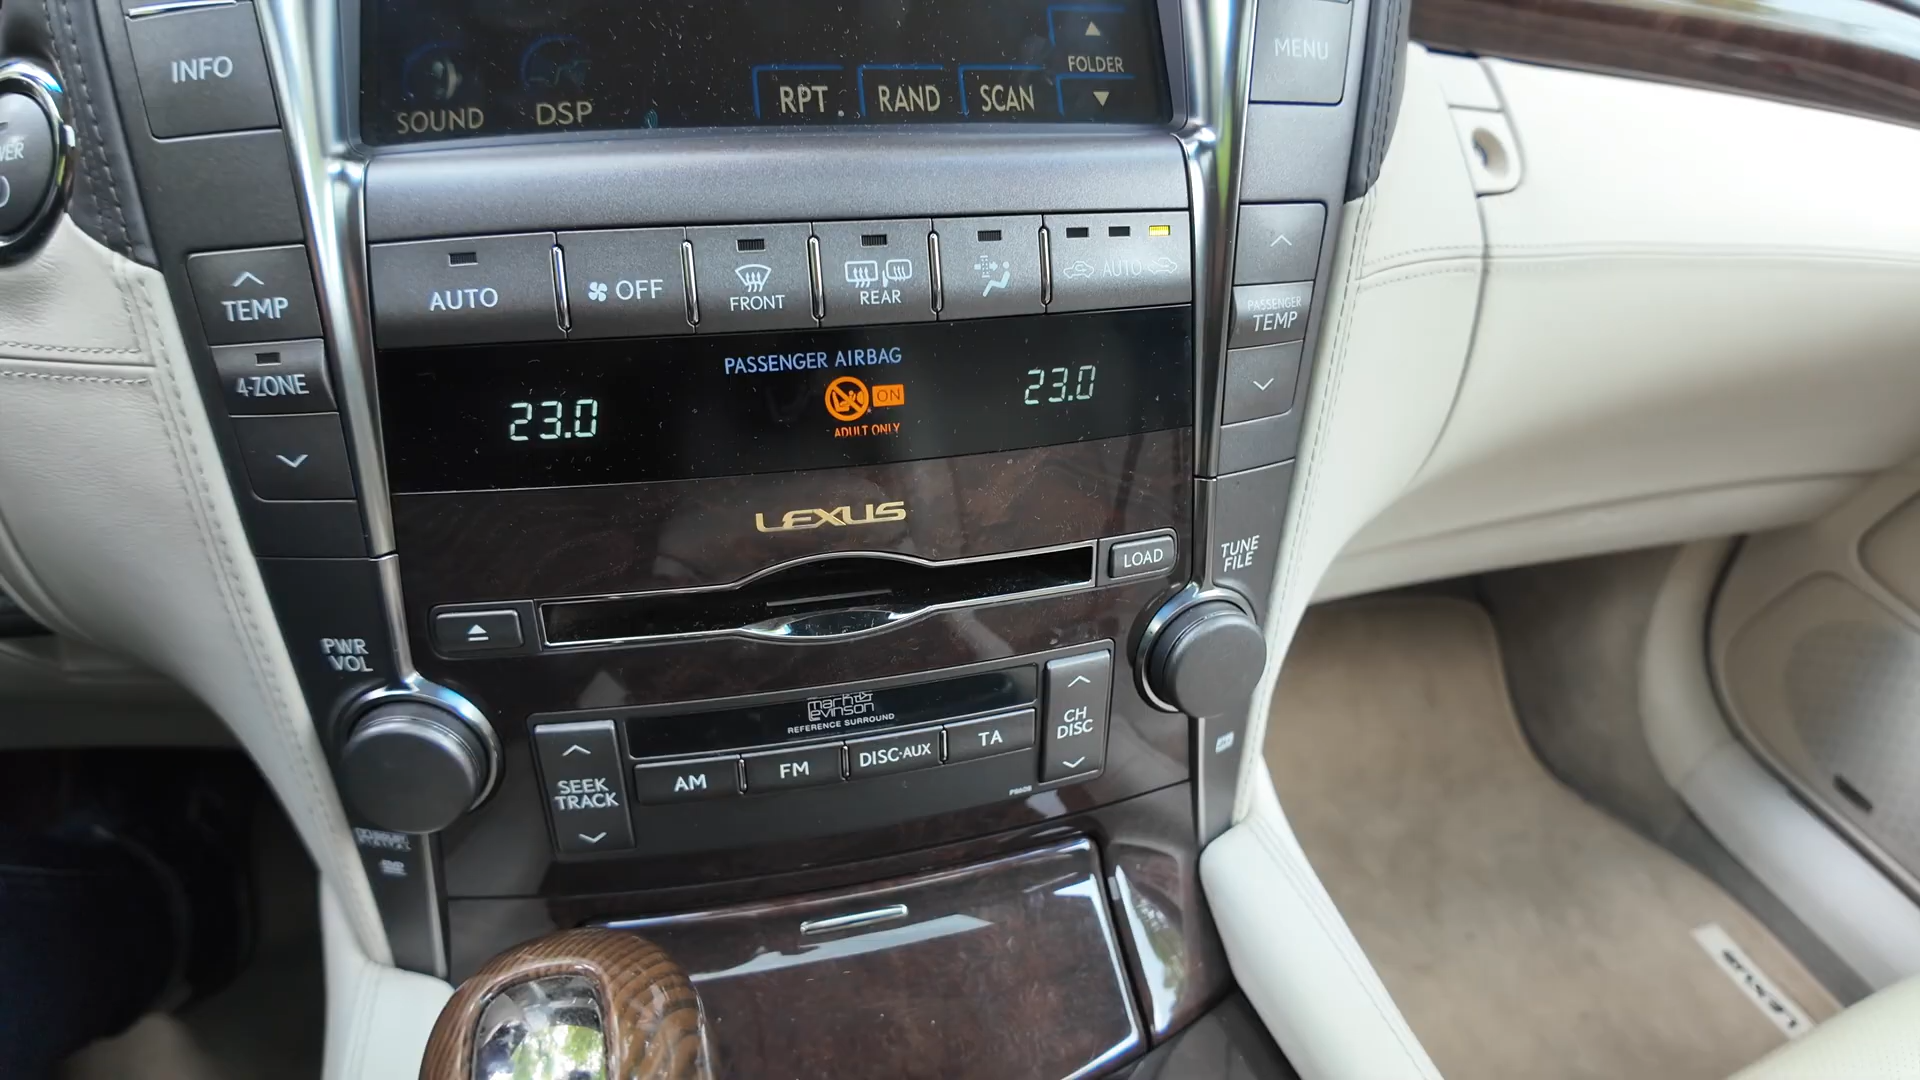 INFO
SOUND
DSP
RPT
RAND
SCAN
FOLDER
MENU
TEMP
4-ZONE
AUTO
OFF
FRONT
REAR
AUTO
PASSENGER
TEMP
PASSENGER AIRBAG
ON
ADULT ONLY
23.0
23.0
LEXUS
LOAD
TUNE
FILE
PWR
VOL
mark
levinson
REFERENCE SURROUND
SEEK
TRACK
AM
FM
DISC·AUX
TA
CH
DISC
LEXUS